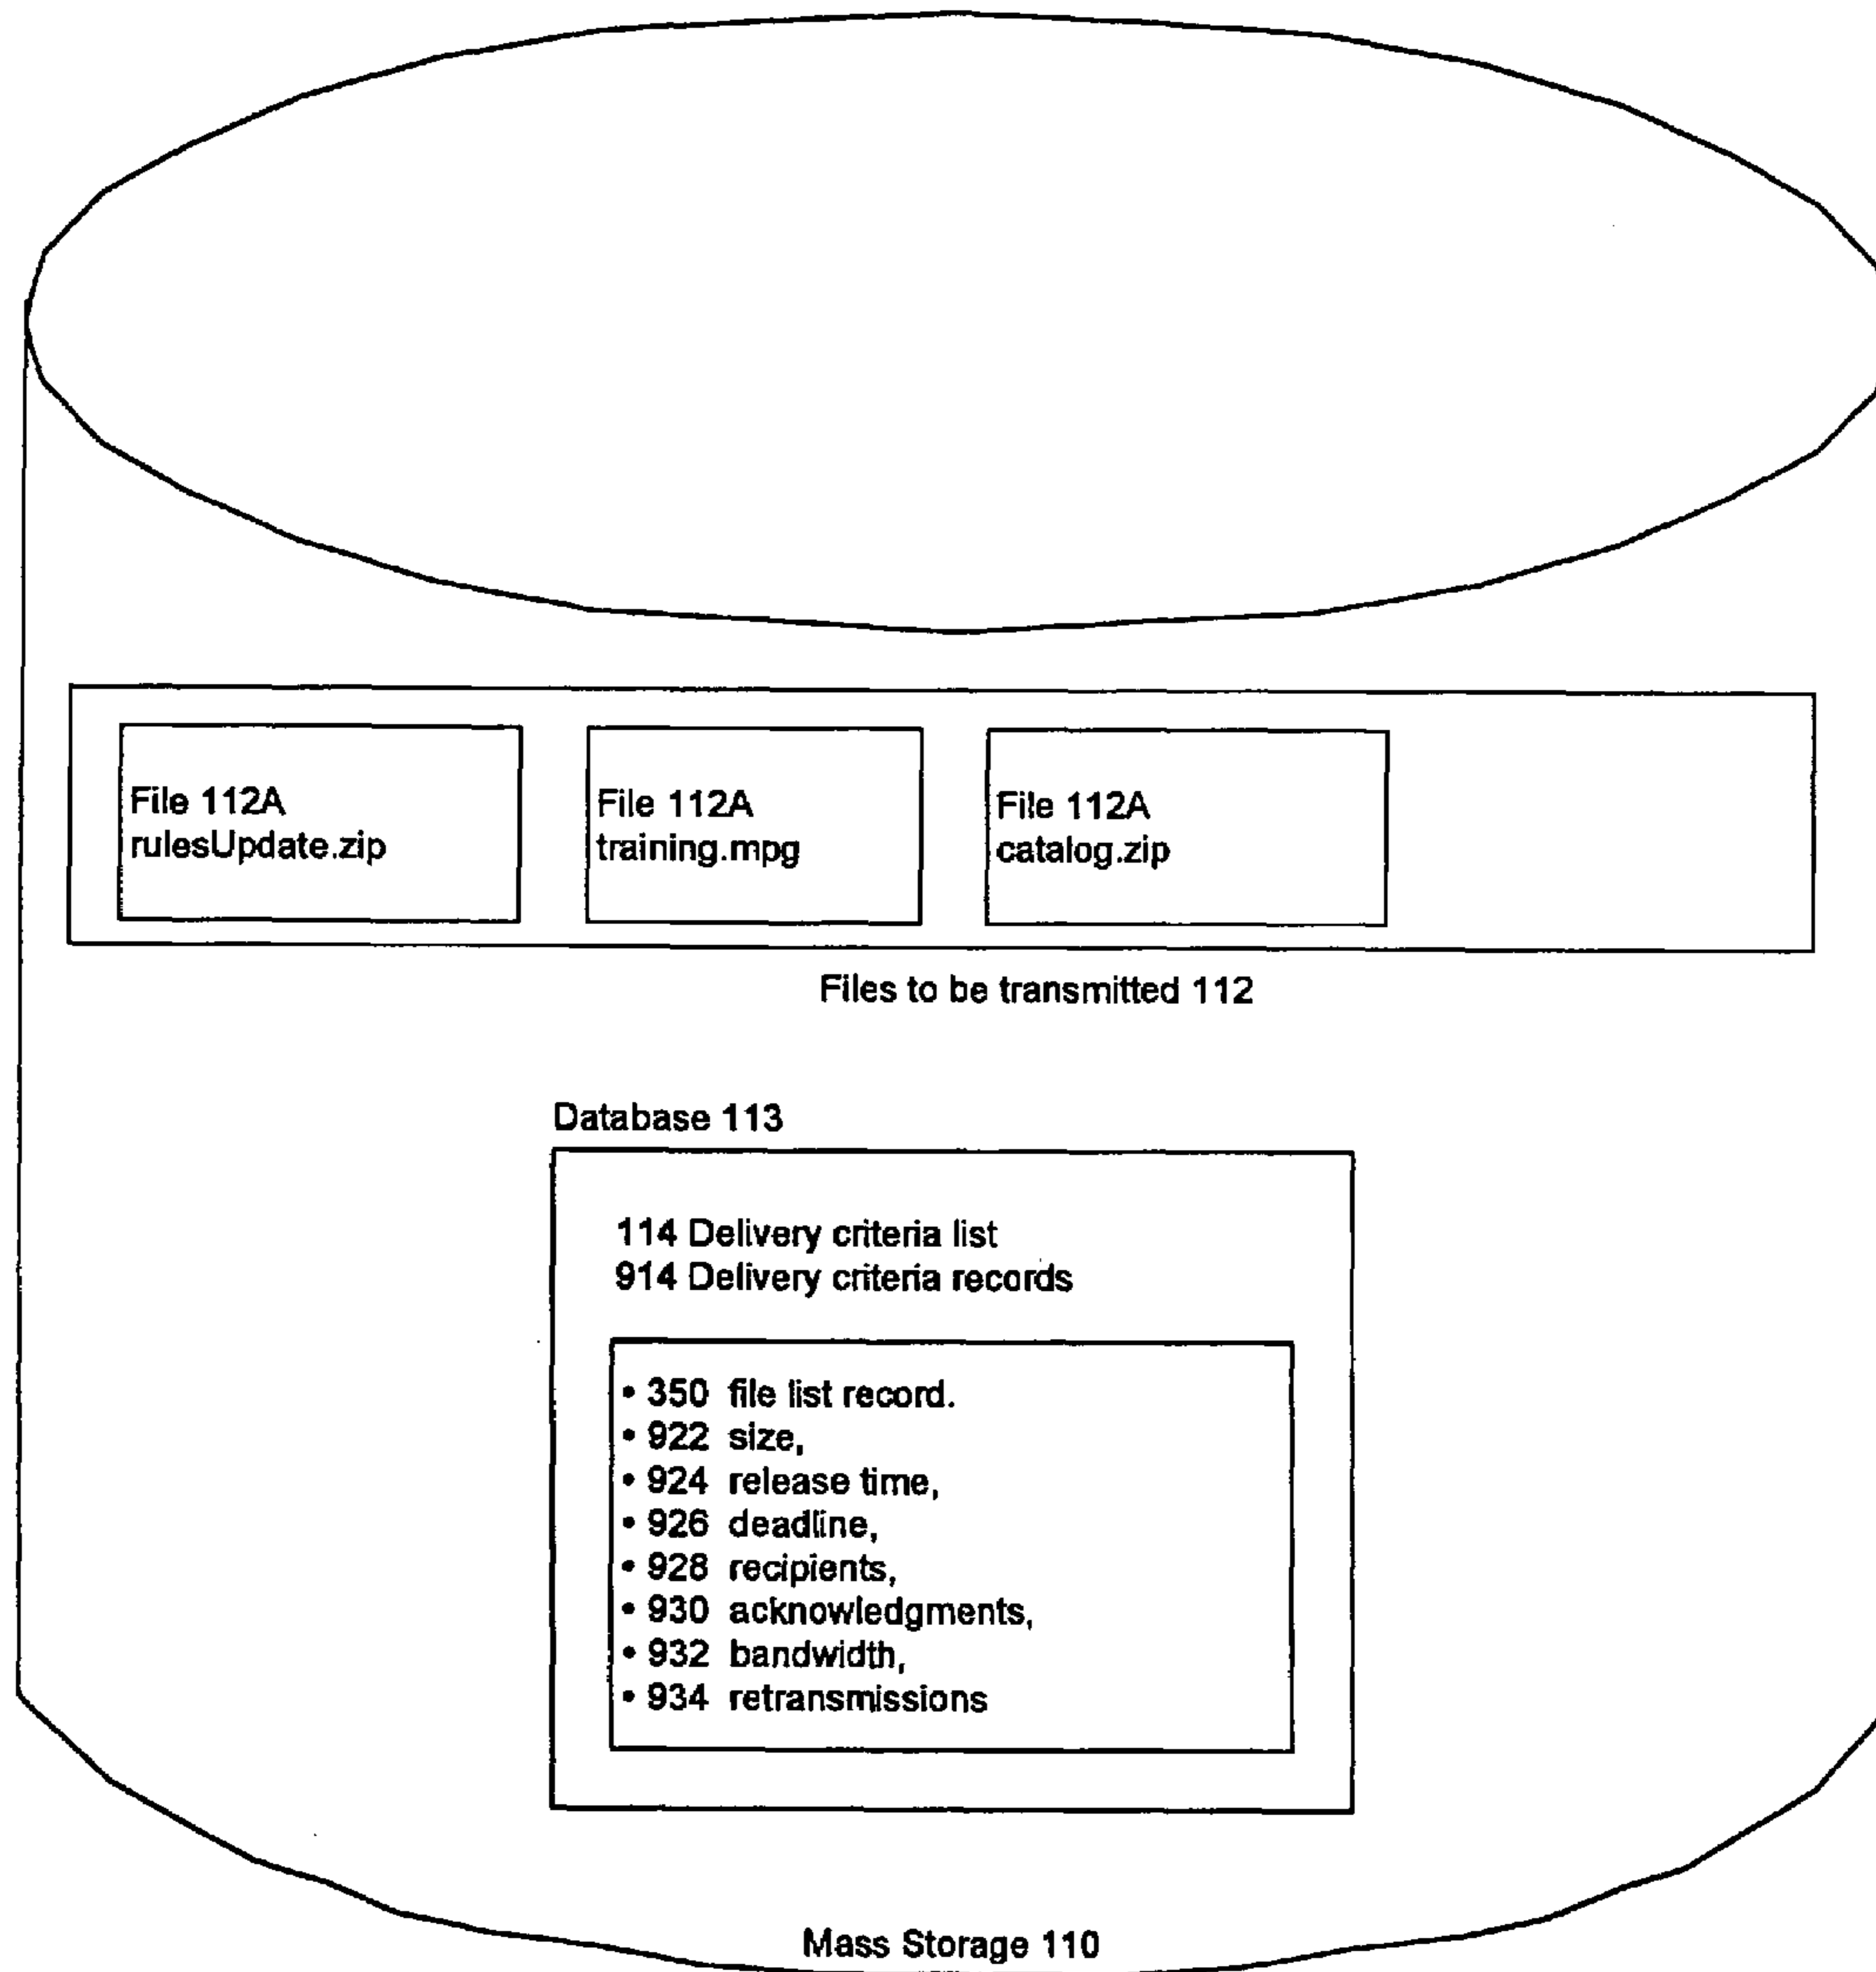 File 112A
rulesUpdate.zip
File 112A
training.mpg
File 112A
catalog.zip
Files to be transmitted 112
Database 113
114 Delivery criteria list
914 Delivery criteria records
• 350 file list record.
• 922 size,
• 924 release time,
• 926 deadline,
• 928 recipients,
• 930 acknowledgments,
• 932 bandwidth,
• 934 retransmissions
Mass Storage 110